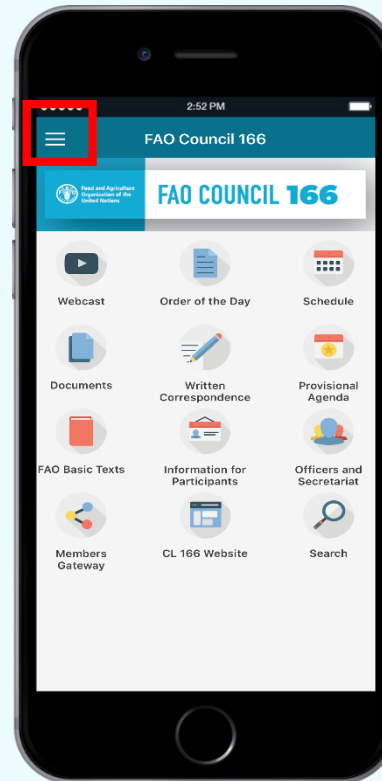 2:52 PM
FAO Council 166
Food and Agriculture
Organization of the
United Nations
FAO COUNCIL 166
Webcast
Order of the Day
Schedule
Documents
Written
Correspondence
Provisional
Agenda
FAO Basic Texts
Information for
Participants
Officers and
Secretariat
Members
Gateway
CL 166 Website
Search